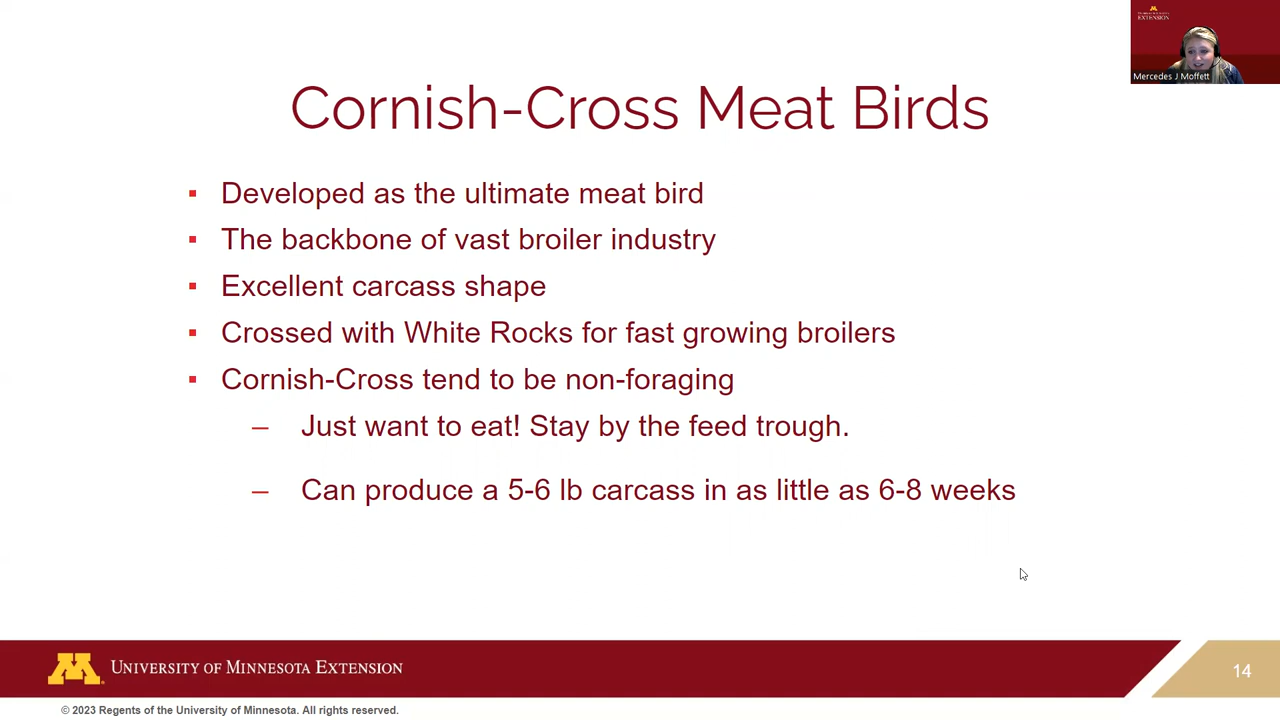 EXTENSION
Mercedes J Moffett
Cornish-Cross Meat Birds
▪ Developed as the ultimate meat bird
▪ The backbone of vast broiler industry
▪ Excellent carcass shape
▪ Crossed with White Rocks for fast growing broilers
▪ Cornish-Cross tend to be non-foraging
– Just want to eat! Stay by the feed trough.
– Can produce a 5-6 lb carcass in as little as 6-8 weeks
UNIVERSITY OF MINNESOTA EXTENSION
14
© 2023 Regents of the University of Minnesota. All rights reserved.